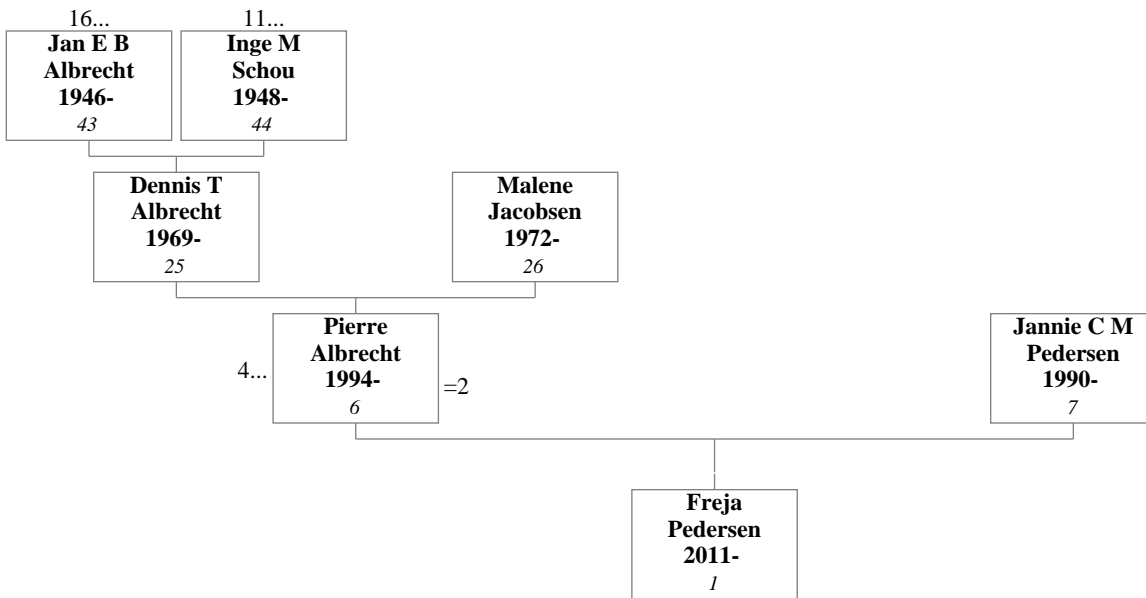 16...
11...
Jan E B
Albrecht
1946-
43
Inge M
Schou
1948-
44
Dennis T
Albrecht
1969-
25
Malene
Jacobsen
1972-
26
4...
Pierre
Albrecht
1994-
6
=2
Jannie C M
Pedersen
1990-
7
Freja
Pedersen
2011-
1